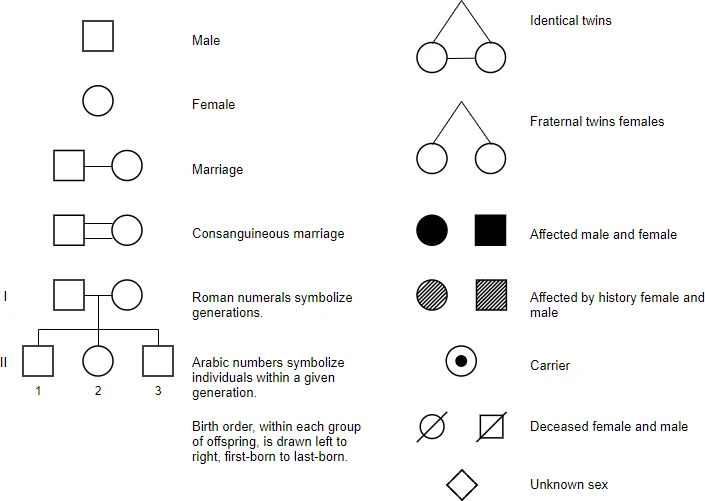 Male
Female
Marriage
Consanguineous marriage
I
Roman numerals symbolize
generations.
II
1
2
3
Arabic numbers symbolize
individuals within a given
generation.
Birth order, within each group
of offspring, is drawn left to
right, first-born to last-born.
Identical twins
Fraternal twins females
Affected male and female
Affected by history female and
male
Carrier
Deceased female and male
Unknown sex